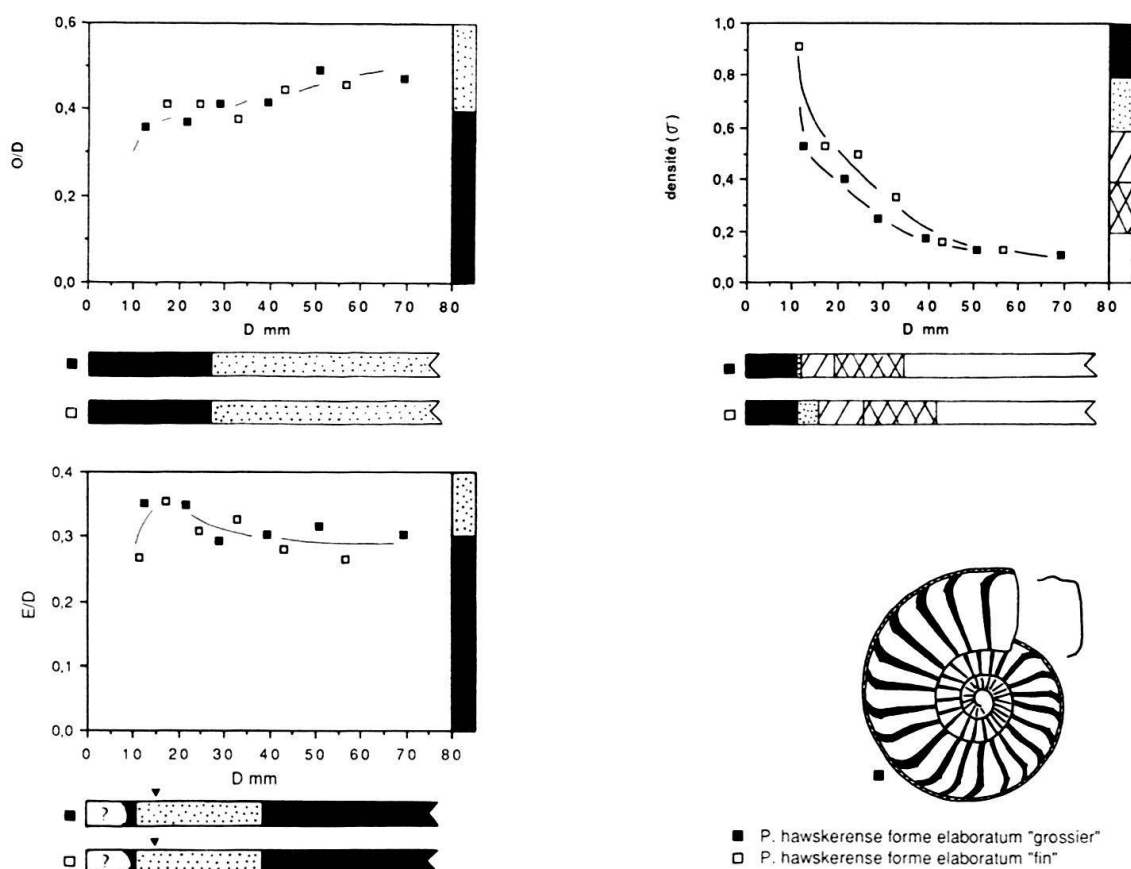 0,6
0,4
0,2
0,0
O/D
0 10 20 30 40 50 60 70 80
D mm
1,0
0,8
0,6
0,4
0,2
0,0
densité (σ)
0 10 20 30 40 50 60 70 80
D mm
0,4
0,3
0,2
0,1
0,0
E/D
0 10 20 30 40 50 60 70 80
D mm
?
?
■ P. hawskerense forme elaboratum "grossier"
□ P. hawskerense forme elaboratum "fin"